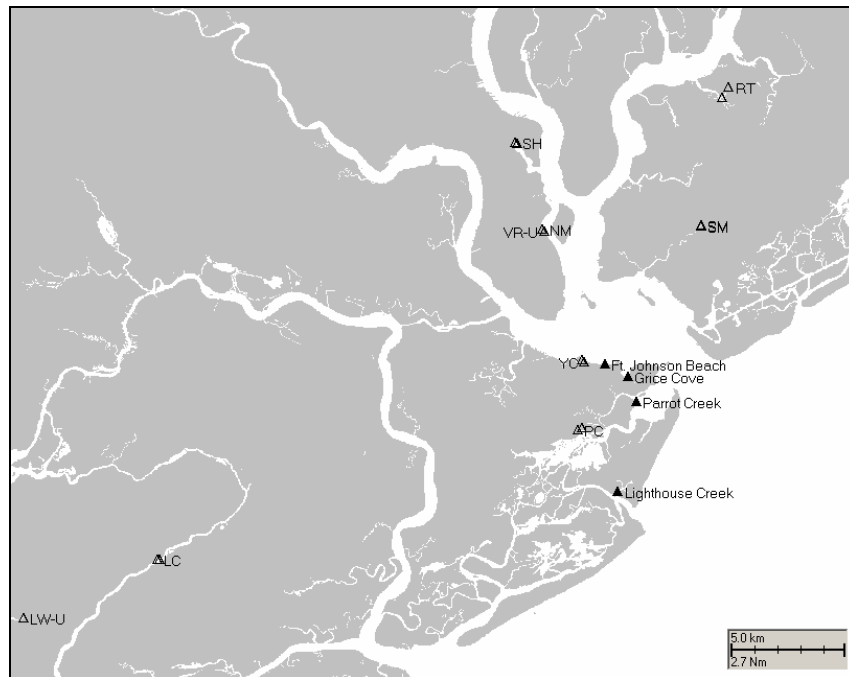 RT
SH
SM
VR-U
NM
YC
Ft. Johnson Beach
Grice Cove
Parrot Creek
PC
Lighthouse Creek
LC
LW-U
5.0 km
2.7 Nm